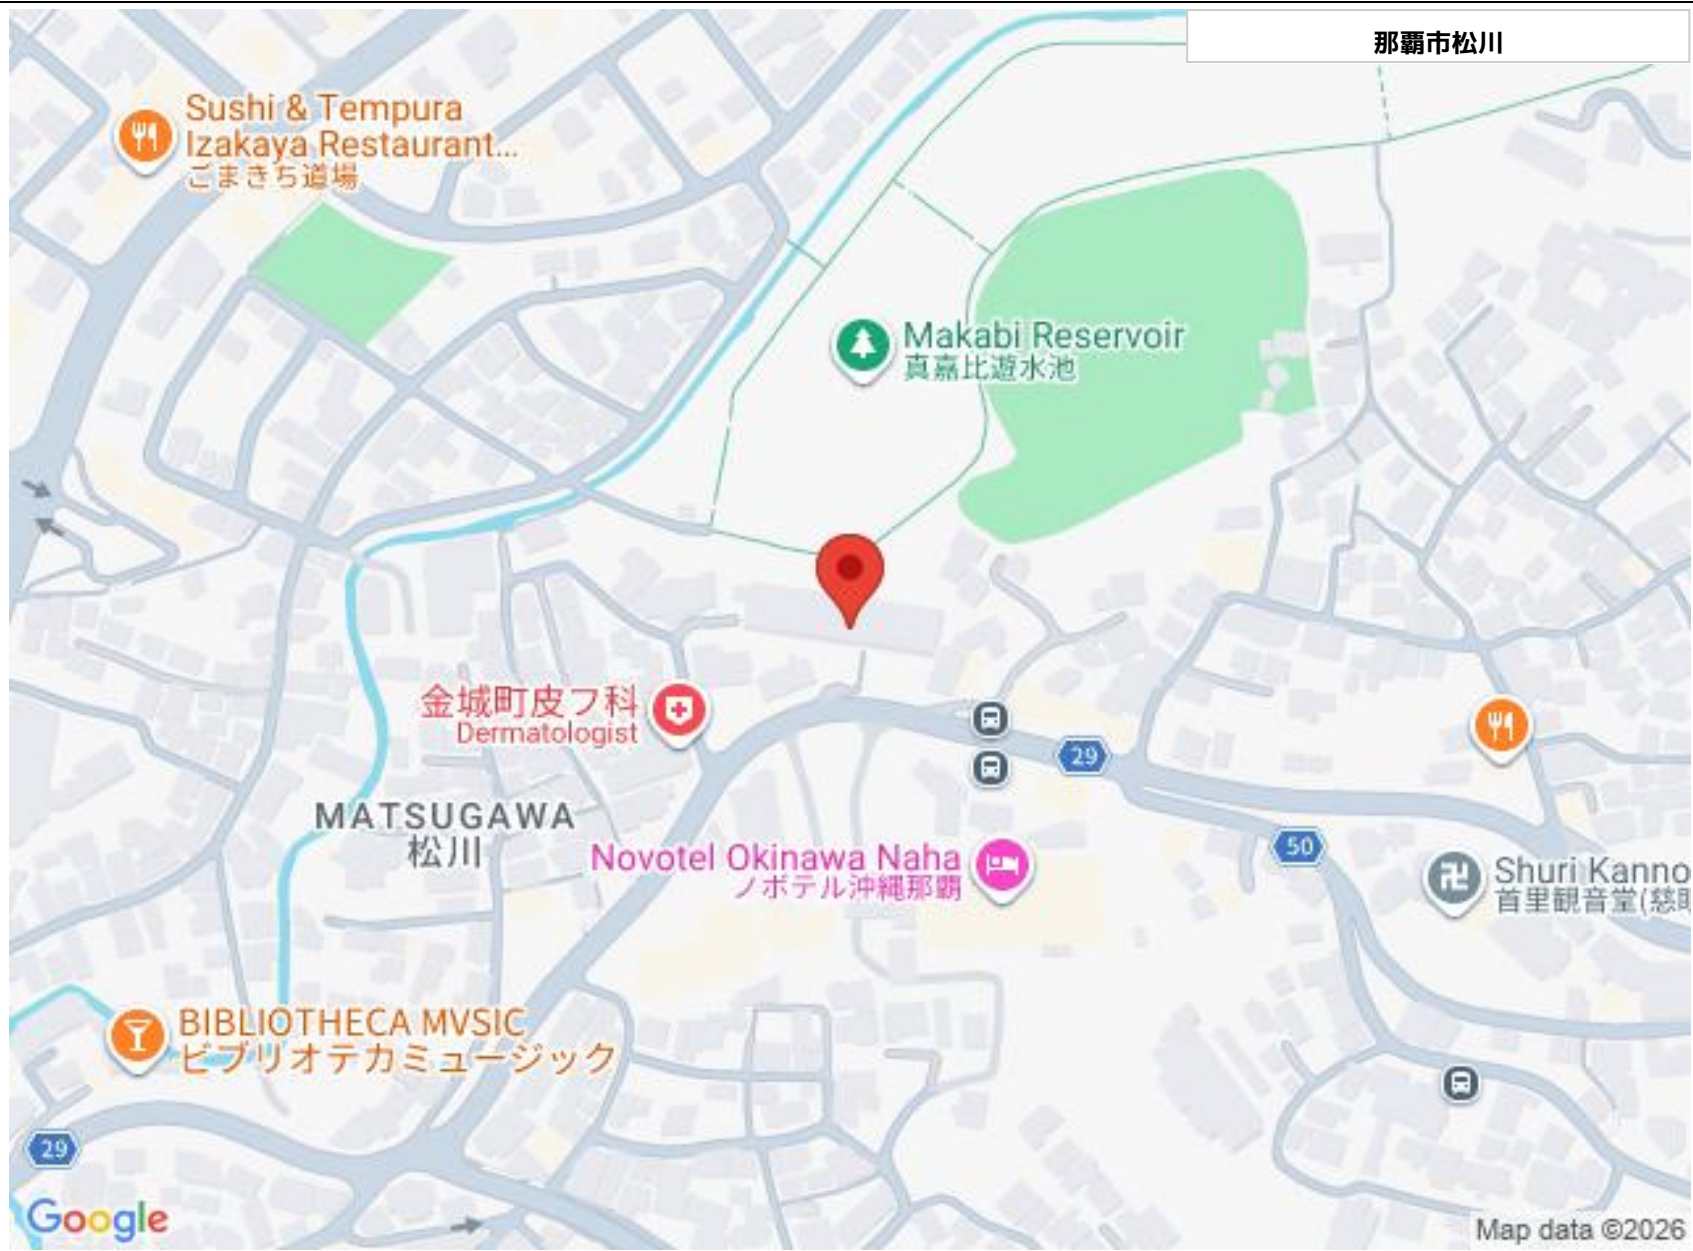 那覇市松川
Sushi & Tempura
Izakaya Restaurant...
ごまきち道場
Makabi Reservoir
真嘉比遊水池
金城町皮フ科
Dermatologist
29
MATSUGAWA
松川
Novotel Okinawa Naha
ノボテル沖縄那覇
50
Shuri Kanno
首里観音堂(慈眼
BIBLIOTHECA MVSIC
ビブリオテカミュージック
29
Google
Map data ©2026